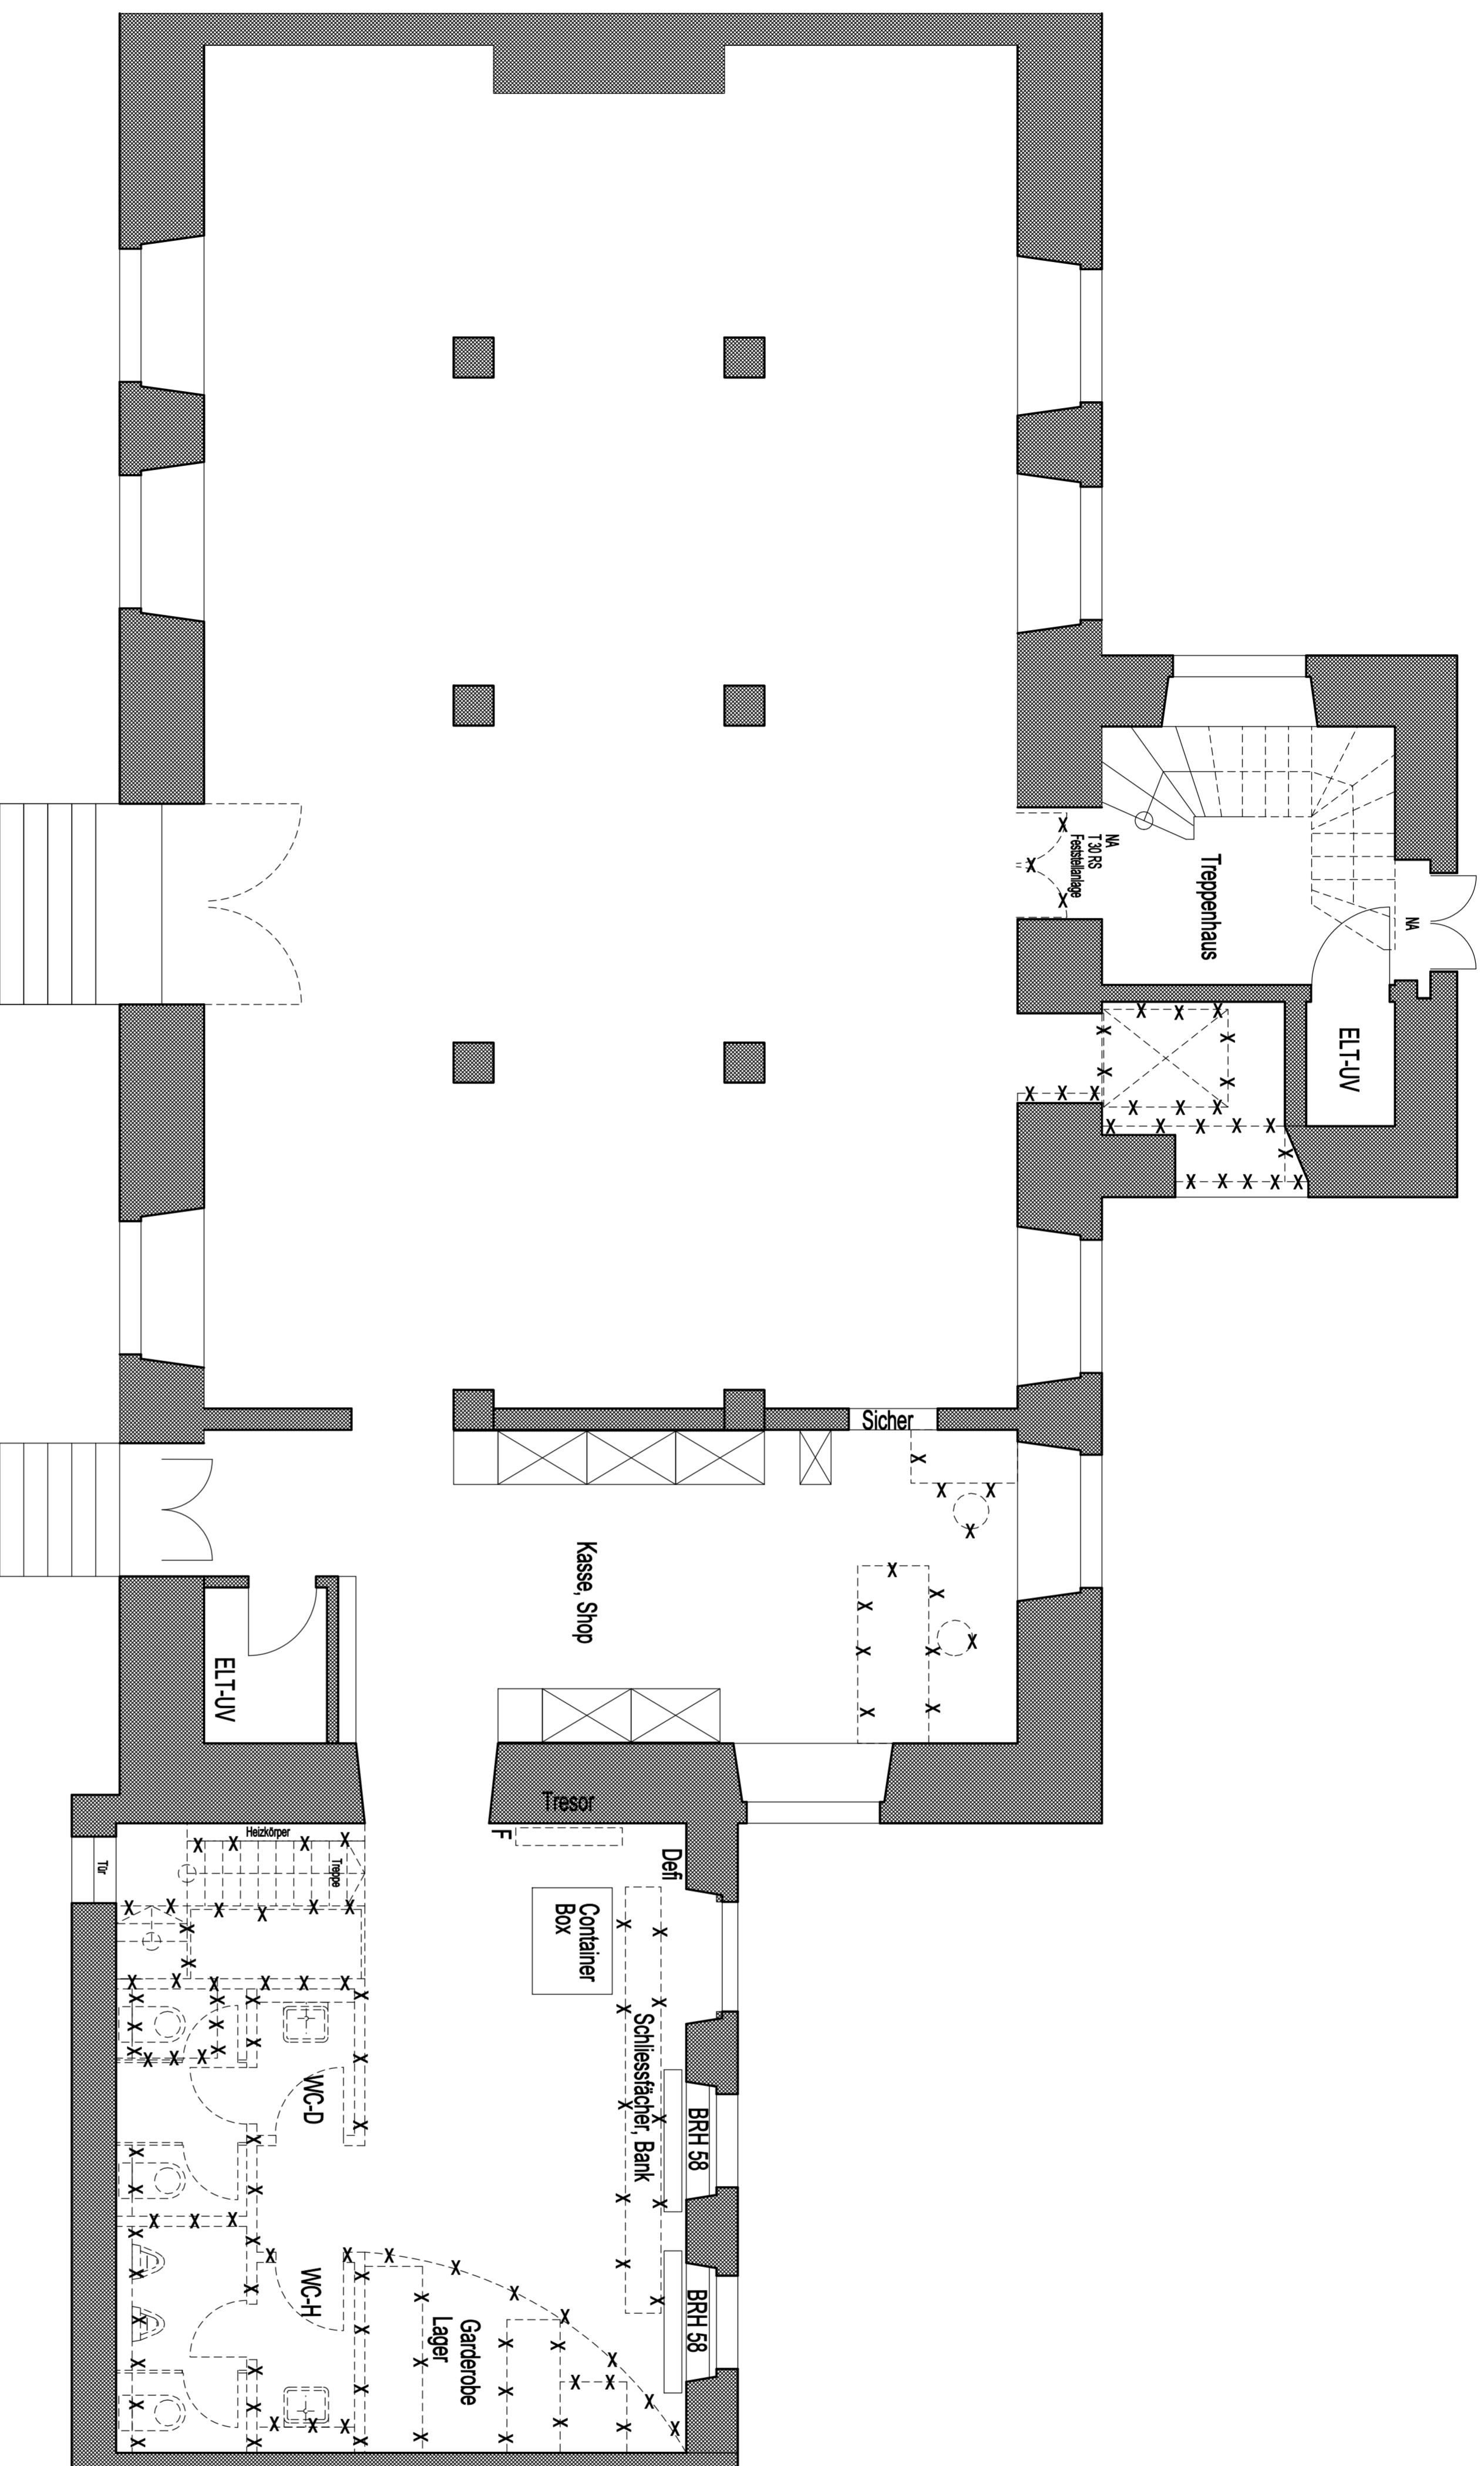 NA
T 30 RS
Feststellanlage
Treppenhaus
NA
ELT-UV
Sicher
Kasse, Shop
ELT-UV
Tresor
F
Defi
Heizkörper
Treppe
Tür
Container
Box
Schliessfächer, Bank
WC-D
BRH 58
WC-H
Garderobe
Lager
BRH 58